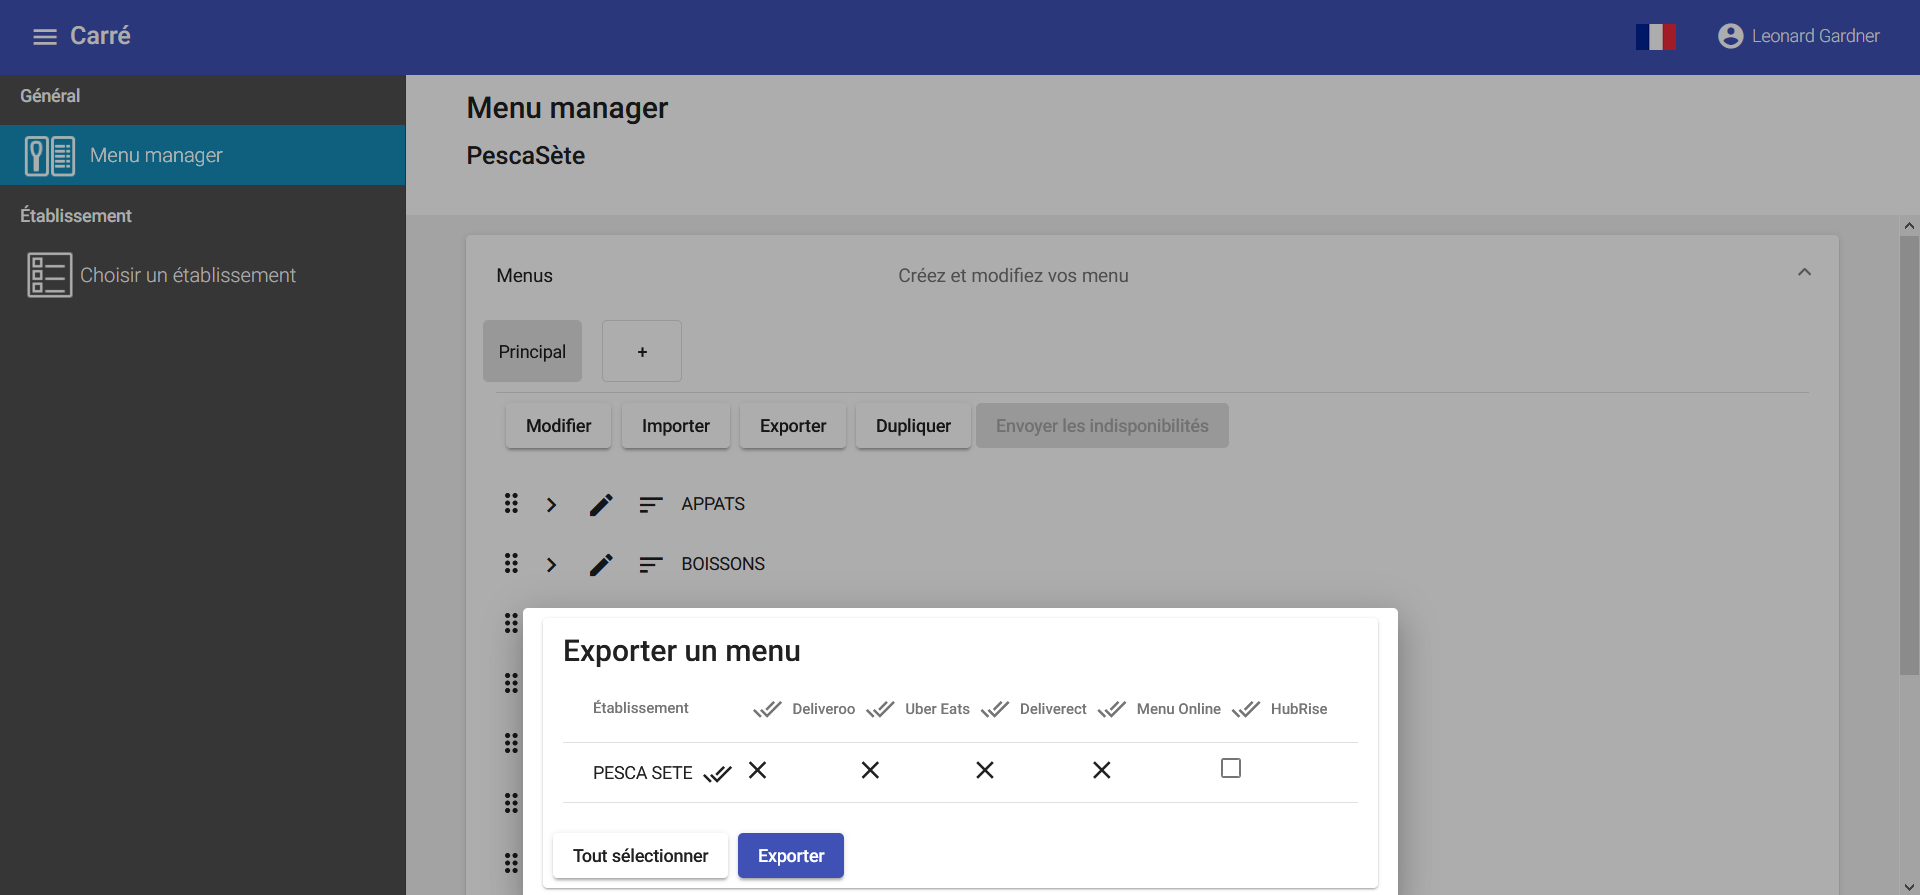 Carré
Leonard Gardner
Général
Menu manager
Établissement
Choisir un établissement
Menu manager
PescaSète
Menus
Créez et modifiez vos menu
Principal
+
Modifier
Importer
Exporter
Dupliquer
Envoyer les indisponibilités
APPATS
BOISSONS
Exporter un menu
Établissement
Deliveroo
Uber Eats
Deliverect
Menu Online
HubRise
PESCA SETE
Tout sélectionner
Exporter